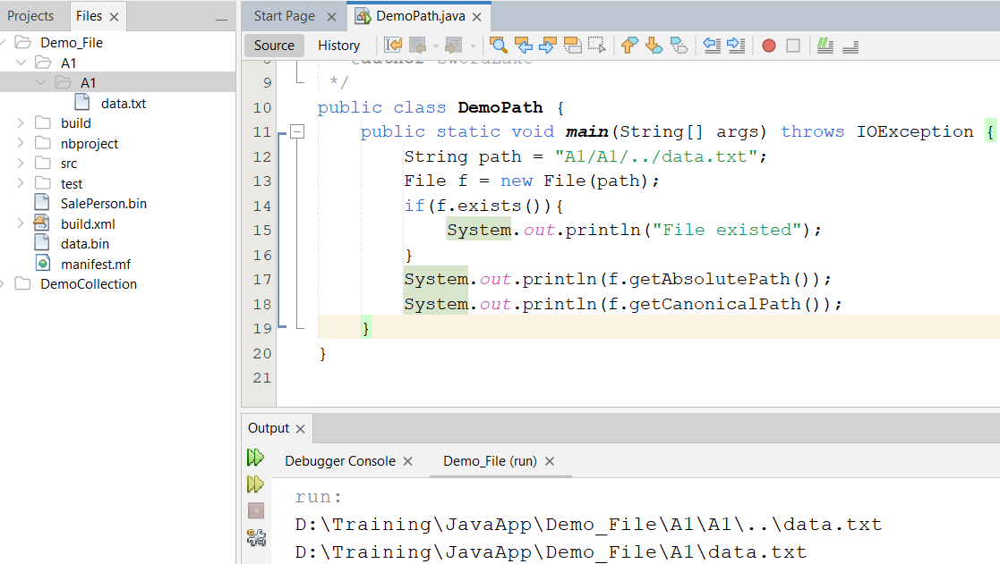 Projects
Files
Start Page
DemoPath.java
Source
History
Demo_File
A1
A1
data.txt
build
nbproject
src
test
SalePerson.bin
build.xml
data.bin
manifest.mf
DemoCollection
9 */
10 public class DemoPath {
11 public static void main(String[] args) throws IOException {
12 String path = "A1/A1/../data.txt";
13 File f = new File(path);
14 if(f.exists()){
15 System.out.println("File existed");
16 }
17 System.out.println(f.getAbsolutePath());
18 System.out.println(f.getCanonicalPath());
19 }
20 }
21
Output
Debugger Console
Demo_File (run)
run:
D:\Training\JavaApp\Demo_File\A1\A1\..\data.txt
D:\Training\JavaApp\Demo_File\A1\data.txt